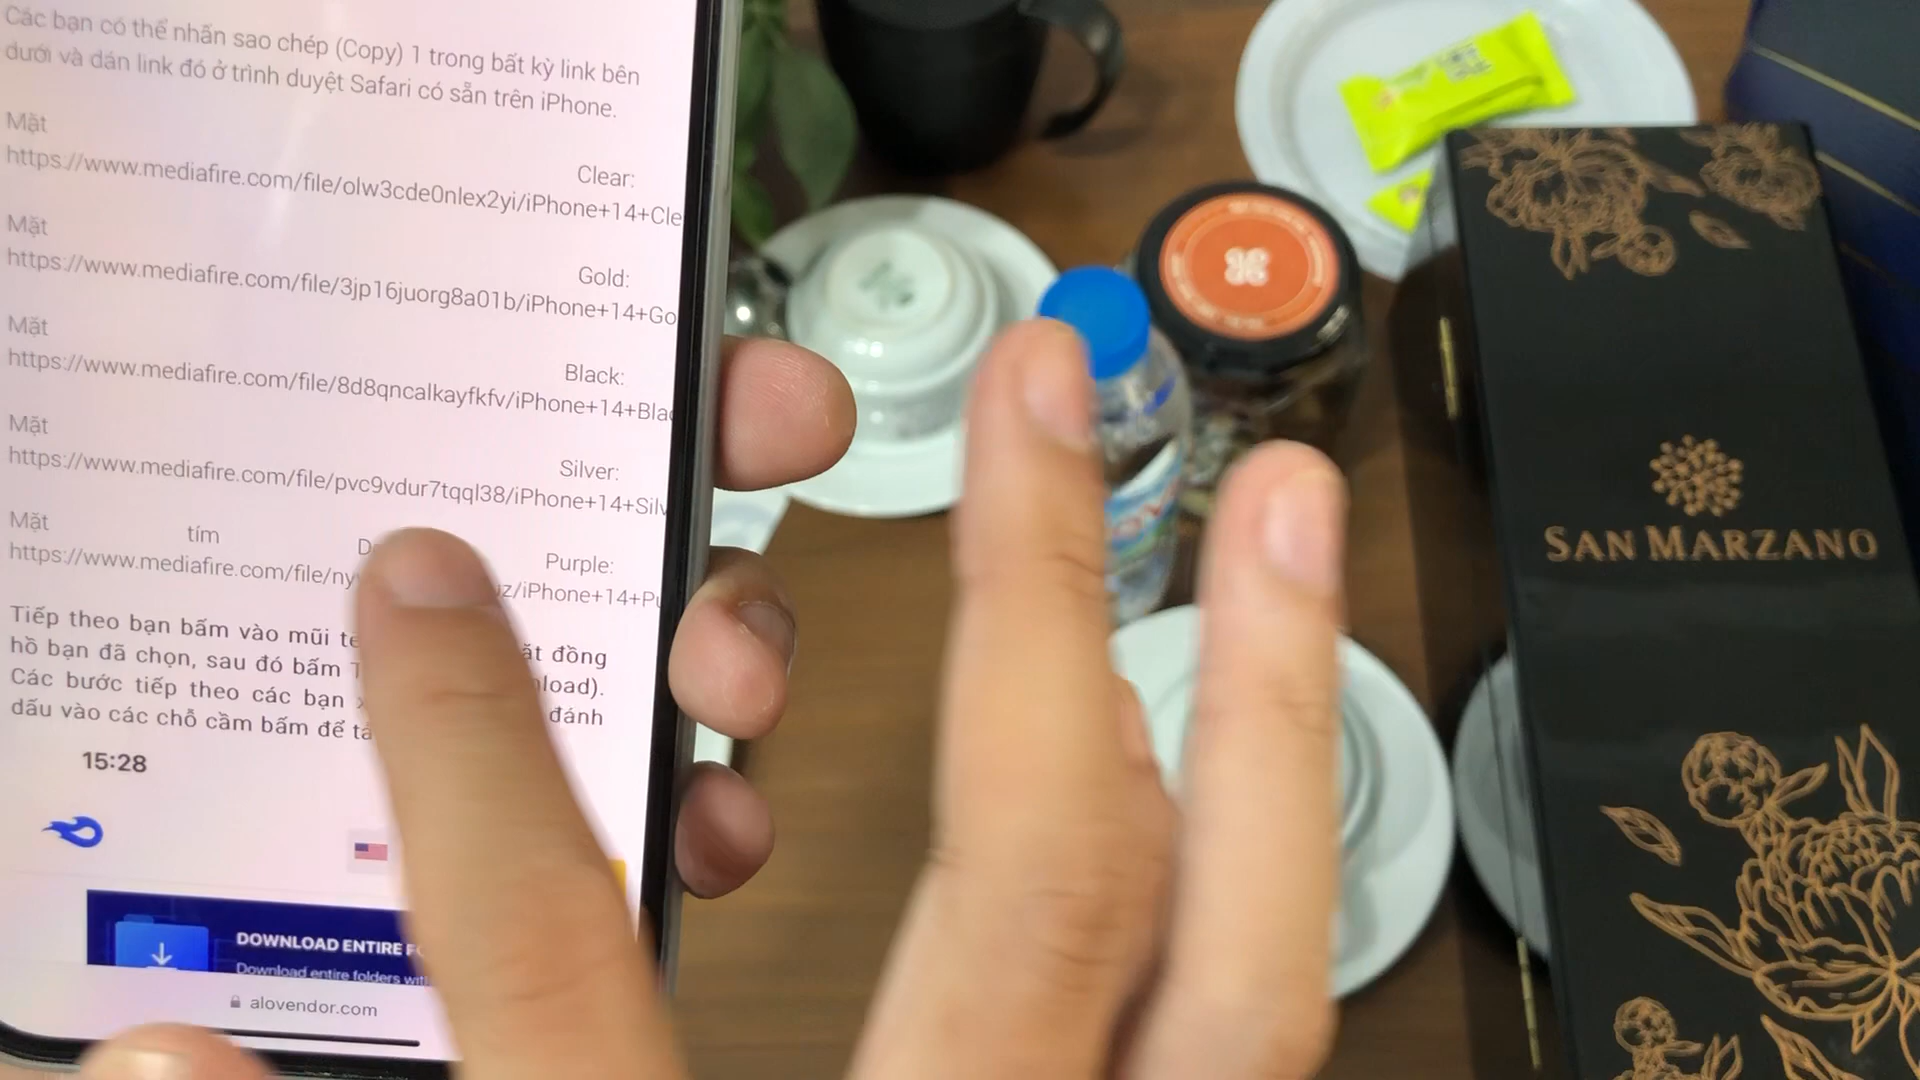 Các bạn có thể nhấn sao chép (Copy) 1 trong bất kỳ link bên
dưới và dán link đó ở trình duyệt Safari có sẵn trên iPhone.
Mặt Clear:
https://www.mediafire.com/file/olw3cde0nlex2yi/iPhone+14+Cle
Mặt Gold:
https://www.mediafire.com/file/3jp16juorg8a01b/iPhone+14+Go
Mặt Black:
https://www.mediafire.com/file/8d8qncalkayfkfv/iPhone+14+Blac
Mặt Silver:
https://www.mediafire.com/file/pvc9vdur7tqql38/iPhone+14+Silv
Mặt tím Purple:
https://www.mediafire.com/file/ny uz/iPhone+14+Pu
Tiếp theo bạn bấm vào mũi ặt đồng
hồ bạn đã chọn, sau đó bấm nload).
Các bước tiếp theo các bạn đánh
dấu vào các chỗ cầm bấm để
15:28
DOWNLOAD ENTIRE
Download entire folders
alovendor.com
SAN MARZANO